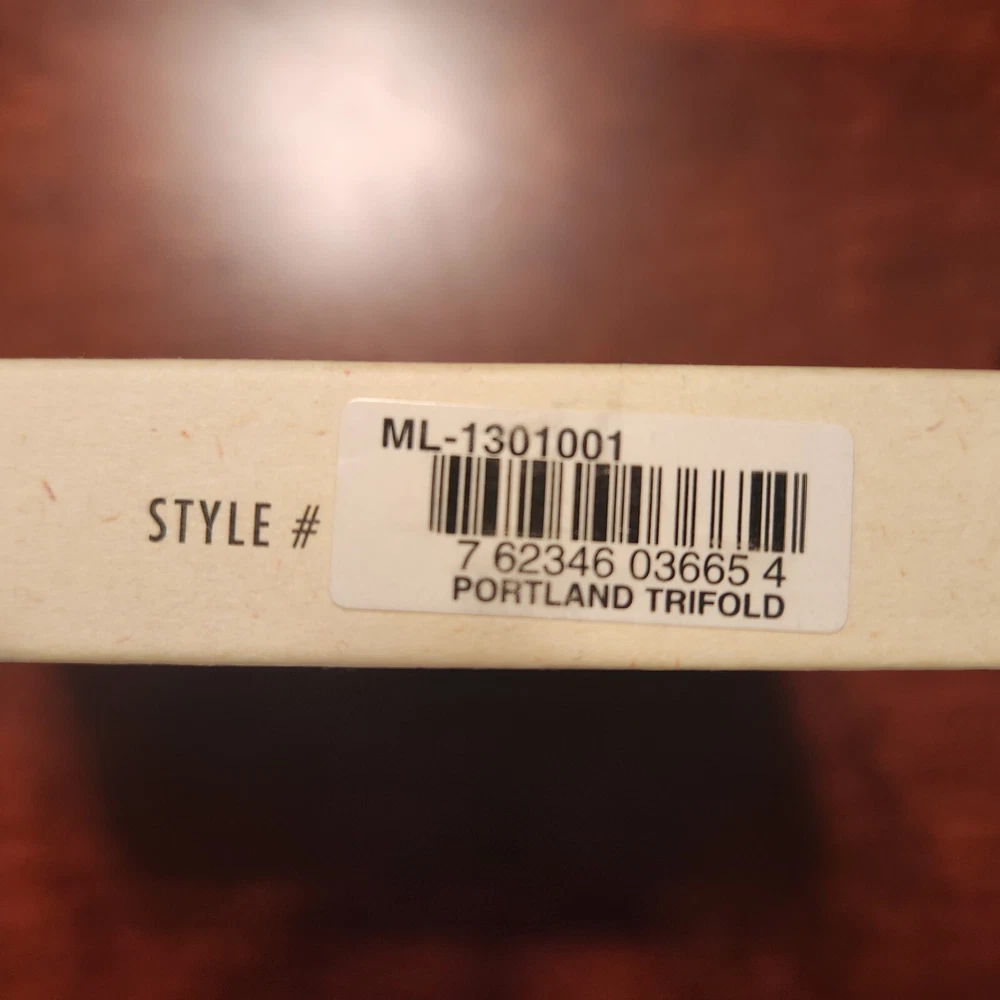 ML-1301001
STYLE #
7 62346 03665 4
PORTLAND TRIFOLD